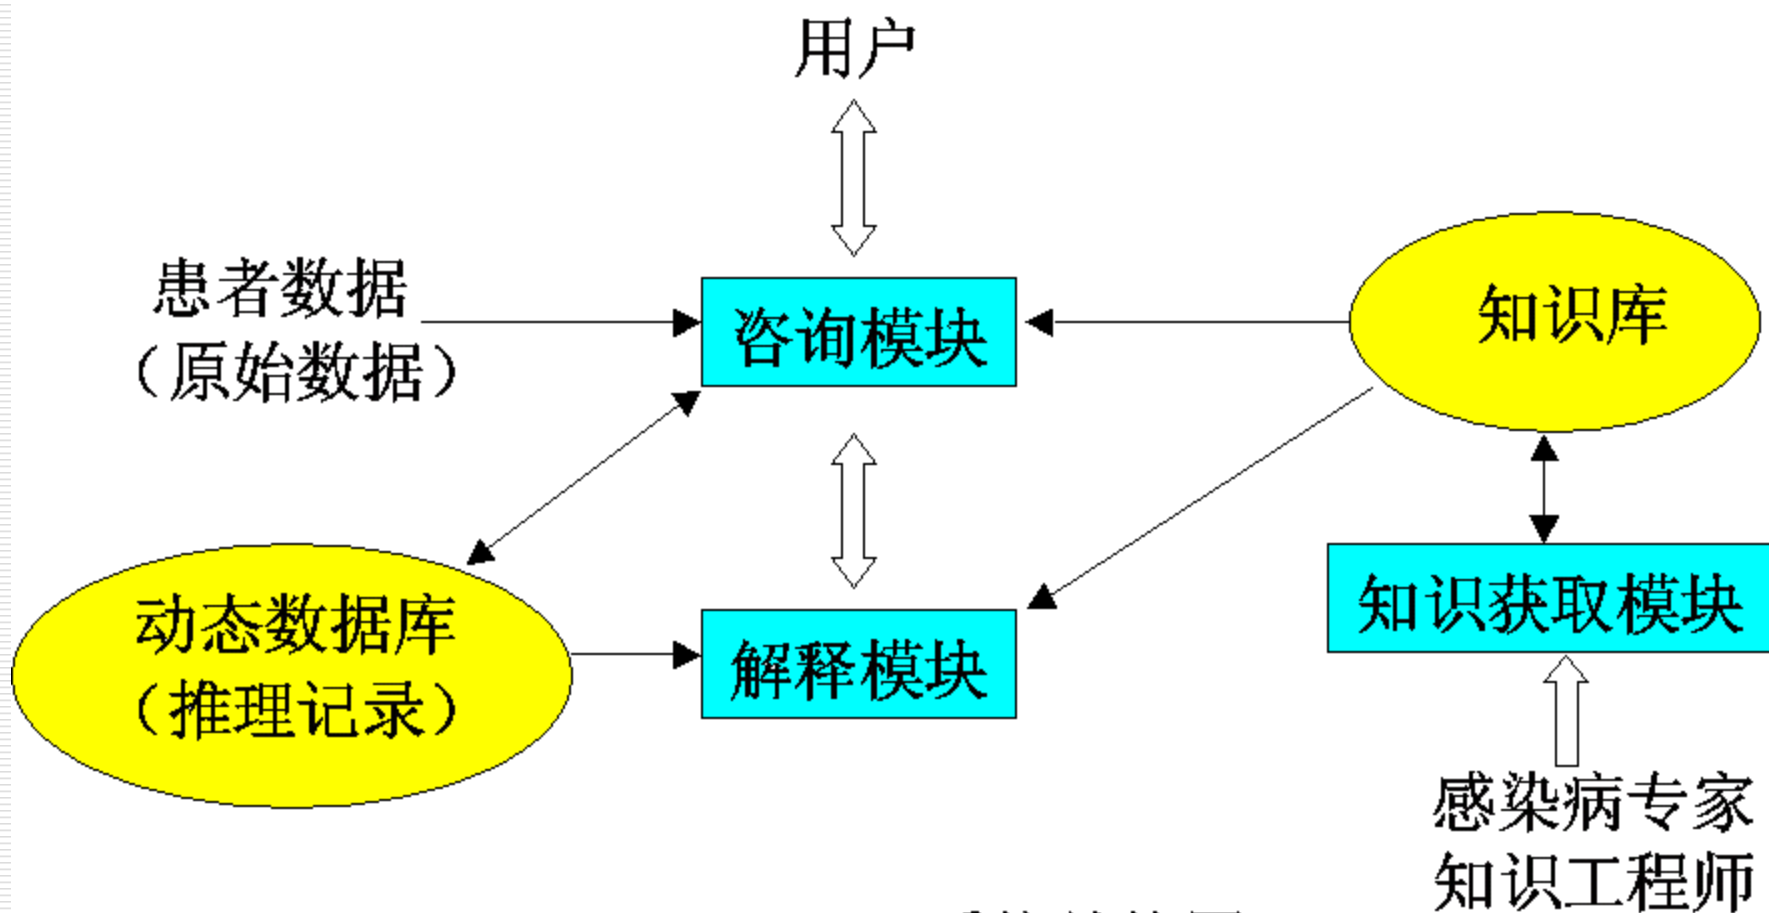 用户
患者数据
（原始数据）
咨询模块
知识库
动态数据库
（推理记录）
解释模块
知识获取模块
感染病专家
知识工程师